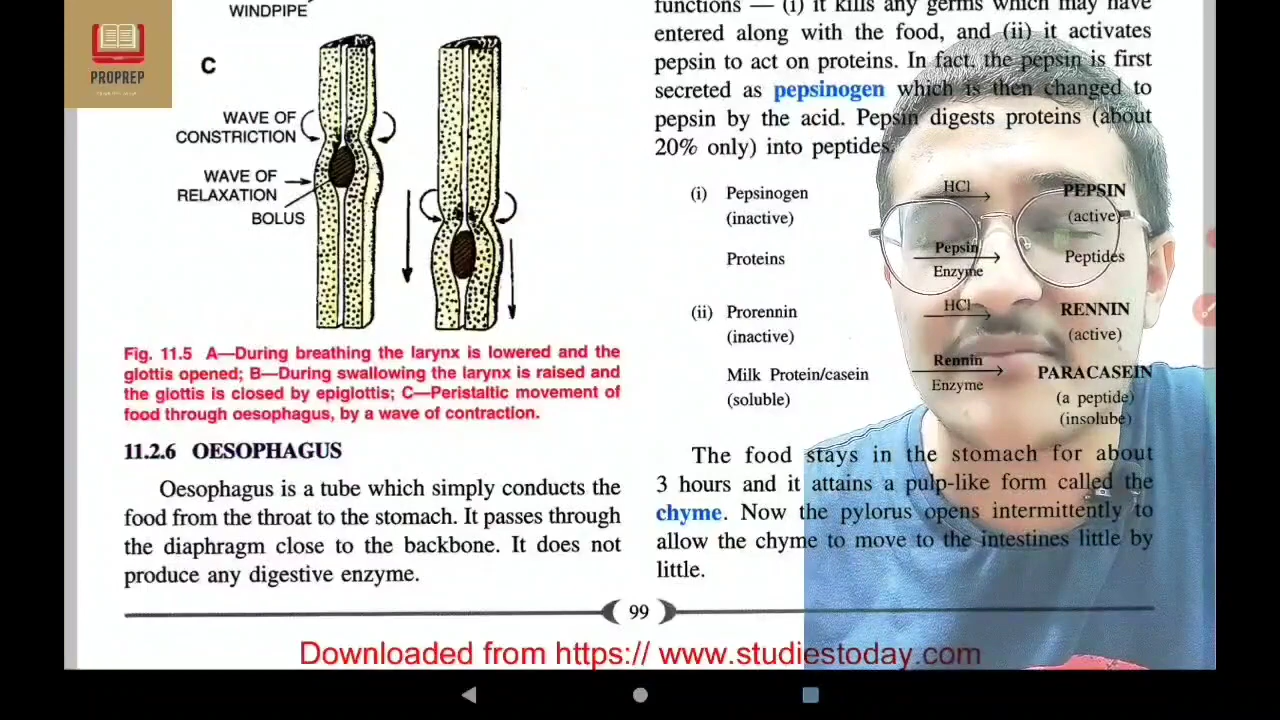 WINDPIPE
PROPREP
C
WAVE OF
CONSTRICTION
WAVE OF
RELAXATION
BOLUS
Fig. 11.5 A—During breathing the larynx is lowered and the
glottis opened; B—During swallowing the larynx is raised and
the glottis is closed by epiglottis; C—Peristaltic movement of
food through oesophagus, by a wave of contraction.
11.2.6 OESOPHAGUS
Oesophagus is a tube which simply conducts the
food from the throat to the stomach. It passes through
the diaphragm close to the backbone. It does not
produce any digestive enzyme.
functions — (i) it kills any germs which may have
entered along with the food, and (ii) it activates
pepsin to act on proteins. In fact, the pepsin is first
secreted as pepsinogen which is then changed to
pepsin by the acid. Pepsin digests proteins (about
20% only) into peptides.
(i) Pepsinogen HCl PEPSIN
(inactive) (active)
Proteins Pepsin Peptides
Enzyme
(ii) Prorennin HCl RENNIN
(inactive) (active)
Milk Protein/casein Rennin PARACASEIN
(soluble) Enzyme (a peptide)
(insolube)
The food stays in the stomach for about
3 hours and it attains a pulp-like form called the
chyme. Now the pylorus opens intermittently to
allow the chyme to move to the intestines little by
little.
99
Downloaded from https:// www.studiestoday.com